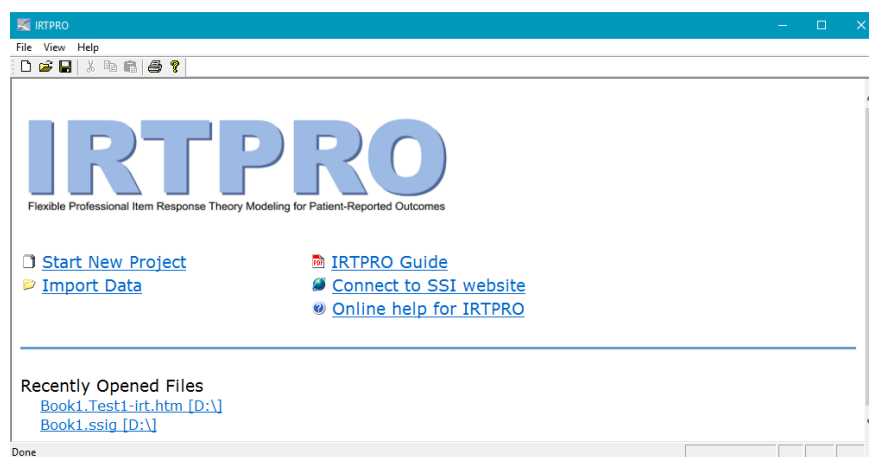 IRTPRO
File View Help
IRTPRO
Flexible Professional Item Response Theory Modeling for Patient-Reported Outcomes
Start New Project
Import Data
PDF
IRTPRO Guide
Connect to SSI website
Online help for IRTPRO
Recently Opened Files
Book1.Test1-irt.htm [D:\]
Book1.ssig [D:\]
Done